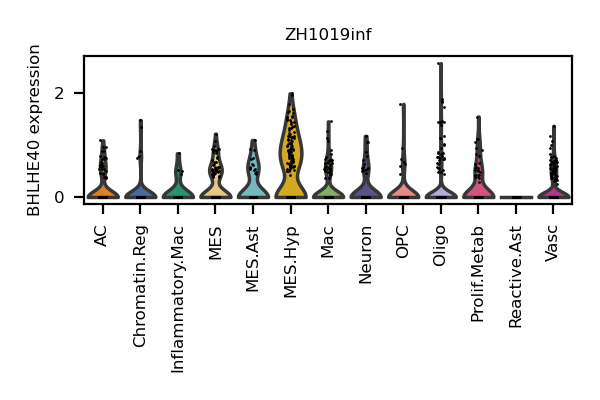 ZH1019inf
BHLHE40 expression
2
0
AC
Chromatin.Reg
Inflammatory.Mac
MES
MES.Ast
MES.Hyp
Mac
Neuron
OPC
Oligo
Prolif.Metab
Reactive.Ast
Vasc